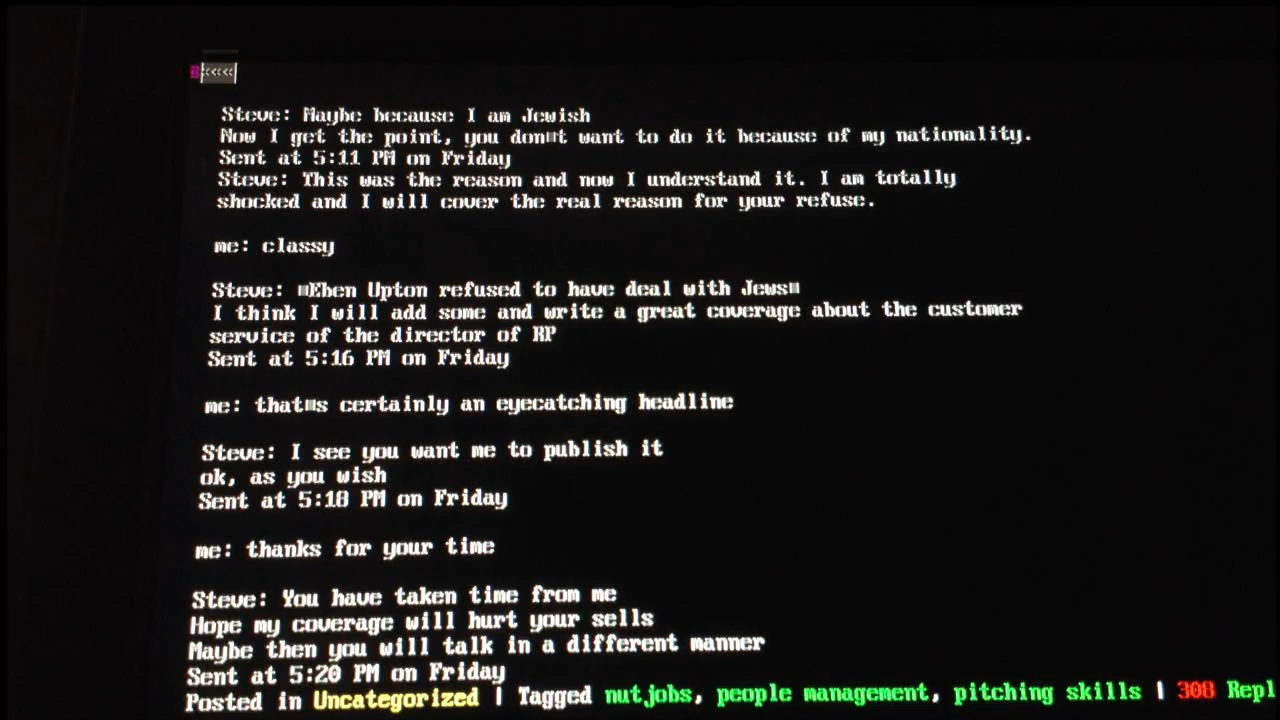 <<<<<
Steve: Maybe because I am Jewish
Now I get the point, you don■t want to do it because of my nationality.
Sent at 5:11 PM on Friday
Steve: This was the reason and now I understand it. I am totally
shocked and I will cover the real reason for your refuse.
me: classy
Steve: ■Eben Upton refused to have deal with Jews■
I think I will add some and write a great coverage about the customer
service of the director of RP
Sent at 5:16 PM on Friday
me: that■s certainly an eyecatching headline
Steve: I see you want me to publish it
ok, as you wish
Sent at 5:18 PM on Friday
me: thanks for your time
Steve: You have taken time from me
Hope my coverage will hurt your sells
Maybe then you will talk in a different manner
Sent at 5:20 PM on Friday
Posted in Uncategorized | Tagged nutjobs, people management, pitching skills | 308 Repl